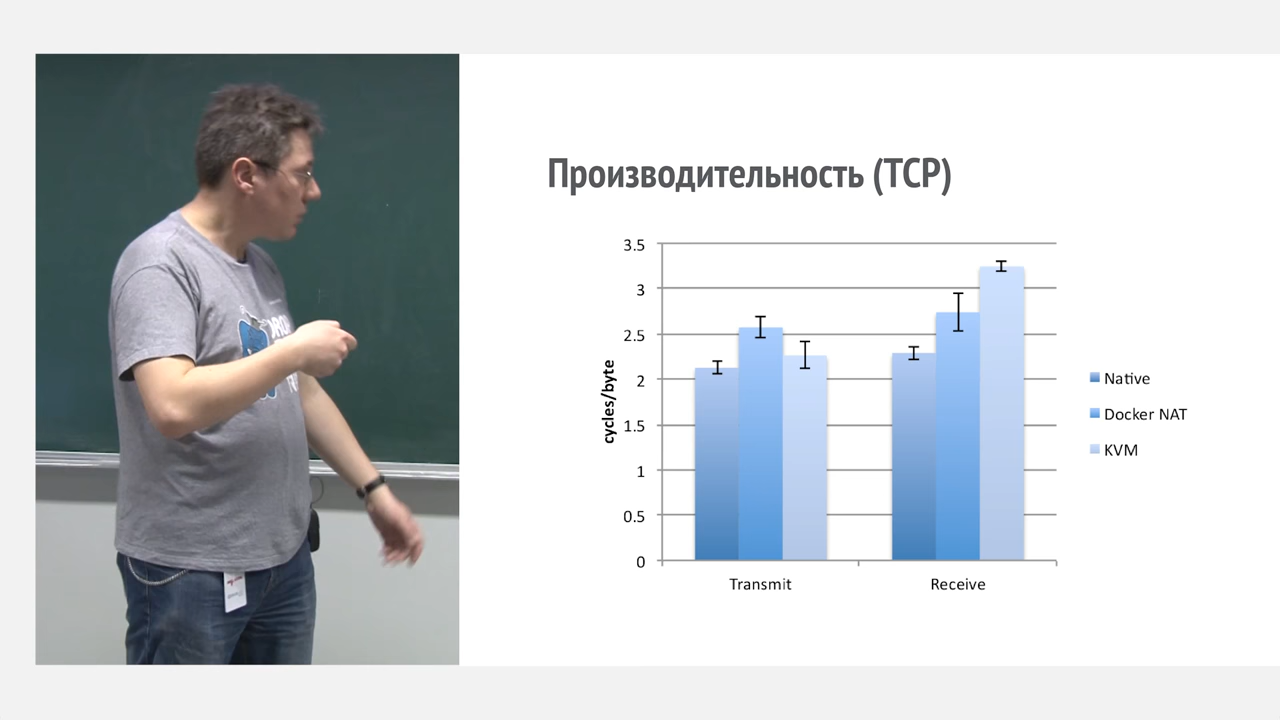 Производительность (TCP)
3.5
3
2.5
2
1.5
1
0.5
0
cycles/byte
Transmit
Receive
Native
Docker NAT
KVM